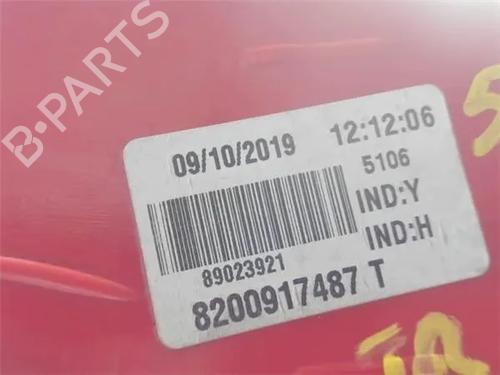 B-PARTS
09/10/2019 12:12:06
5106
IND:Y
IND:H
89023921
8200917487 T